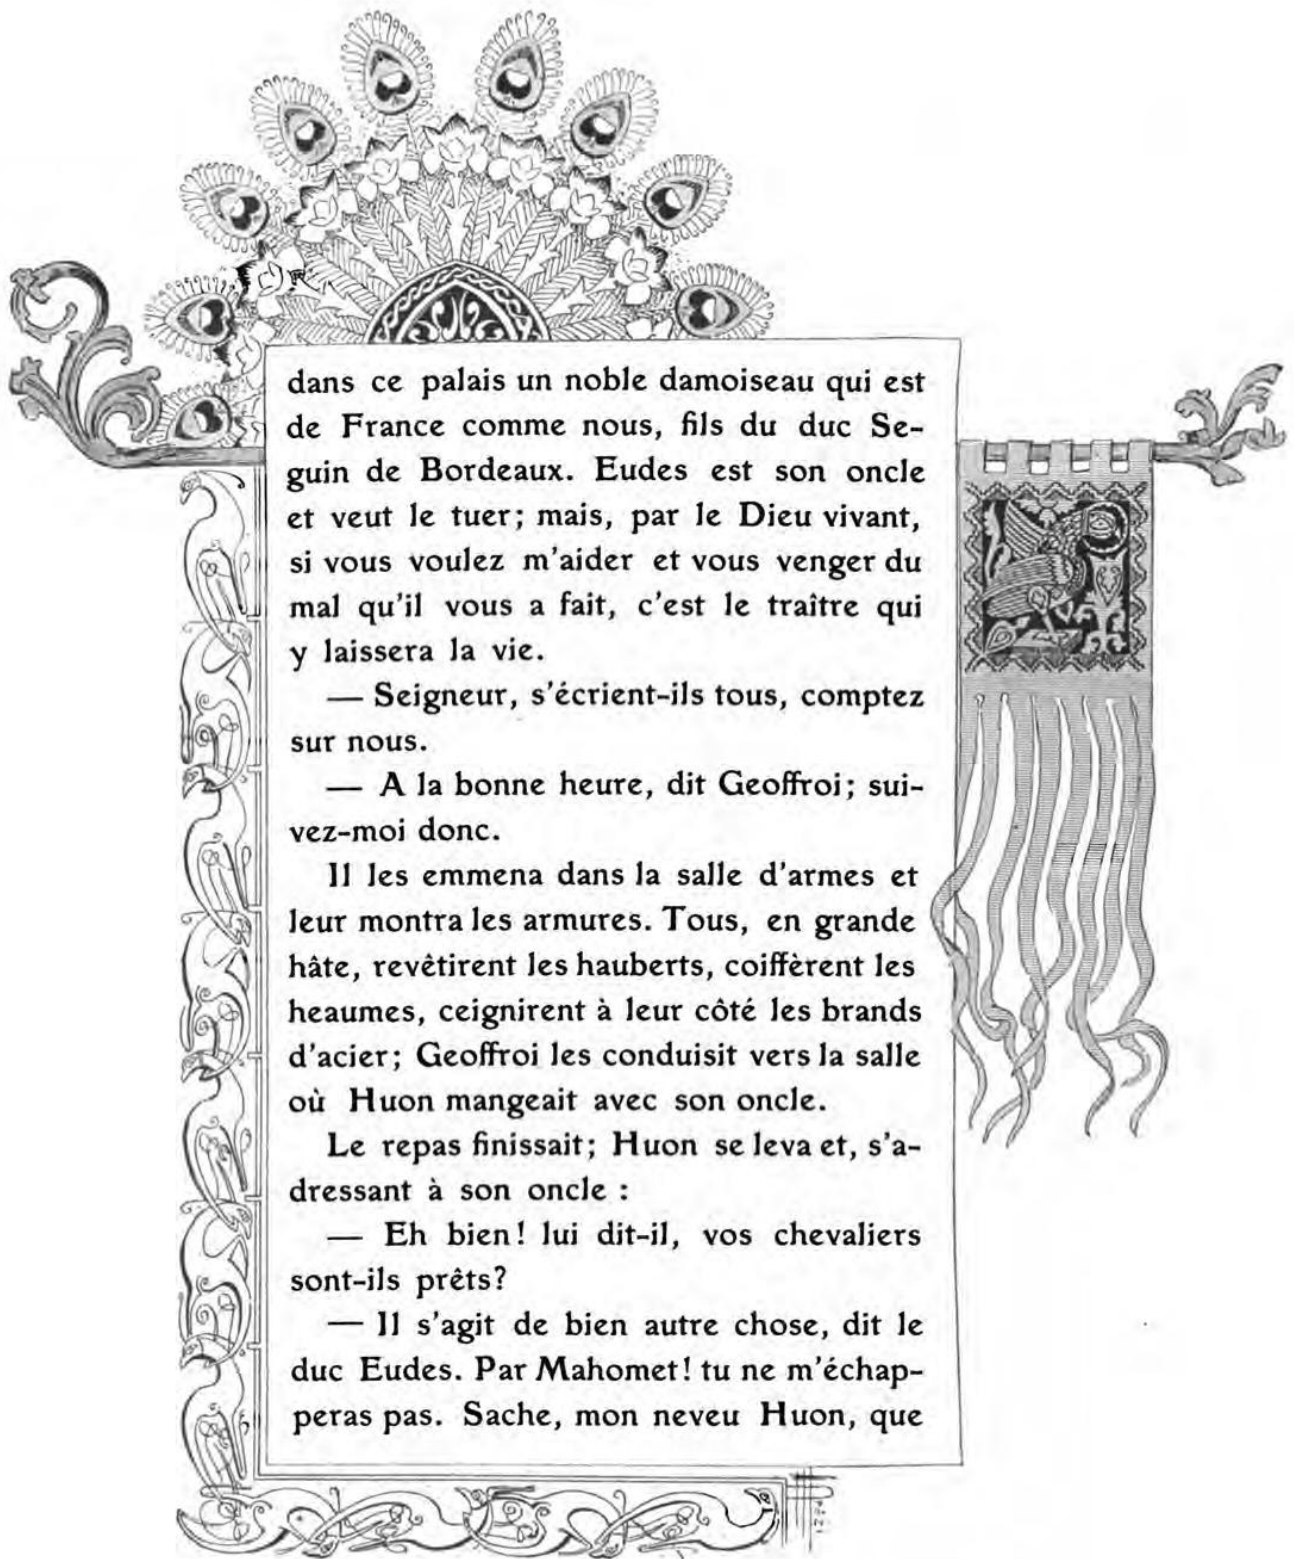 dans ce palais un noble damoiseau qui est
de France comme nous, fils du duc Se-
guin de Bordeaux. Eudes est son oncle
et veut le tuer; mais, par le Dieu vivant,
si vous voulez m'aider et vous venger du
mal qu'il vous a fait, c'est le traître qui
y laissera la vie.
— Seigneur, s'écrient-ils tous, comptez
sur nous.
— A la bonne heure, dit Geoffroi; sui-
vez-moi donc.
Il les emmena dans la salle d'armes et
leur montra les armures. Tous, en grande
hâte, revêtirent les hauberts, coiffèrent les
heaumes, ceignirent à leur côté les brands
d'acier; Geoffroi les conduisit vers la salle
où Huon mangeait avec son oncle.
Le repas finissait; Huon se leva et, s'a-
dressant à son oncle :
— Eh bien! lui dit-il, vos chevaliers
sont-ils prêts?
— Il s'agit de bien autre chose, dit le
duc Eudes. Par Mahomet! tu ne m'échap-
peras pas. Sache, mon neveu Huon, que